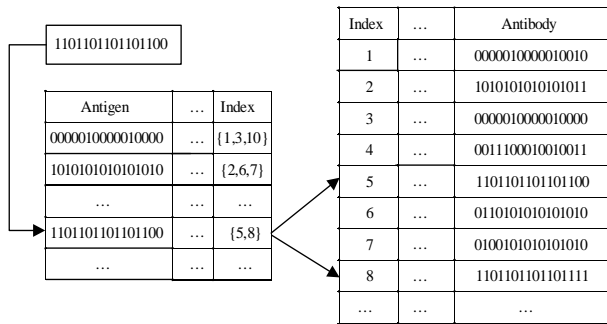 1101101101101100
Antigen … Index
0000010000010000 … {1,3,10}
1010101010101010 … {2,6,7}
… … …
1101101101101100 … {5,8}
… … …
Index … Antibody
1 … 0000010000010010
2 … 1010101010101011
3 … 0000010000010000
4 … 0011100010010011
5 … 1101101101101100
6 … 0110101010101010
7 … 0100101010101010
8 … 1101101101101111
… … …